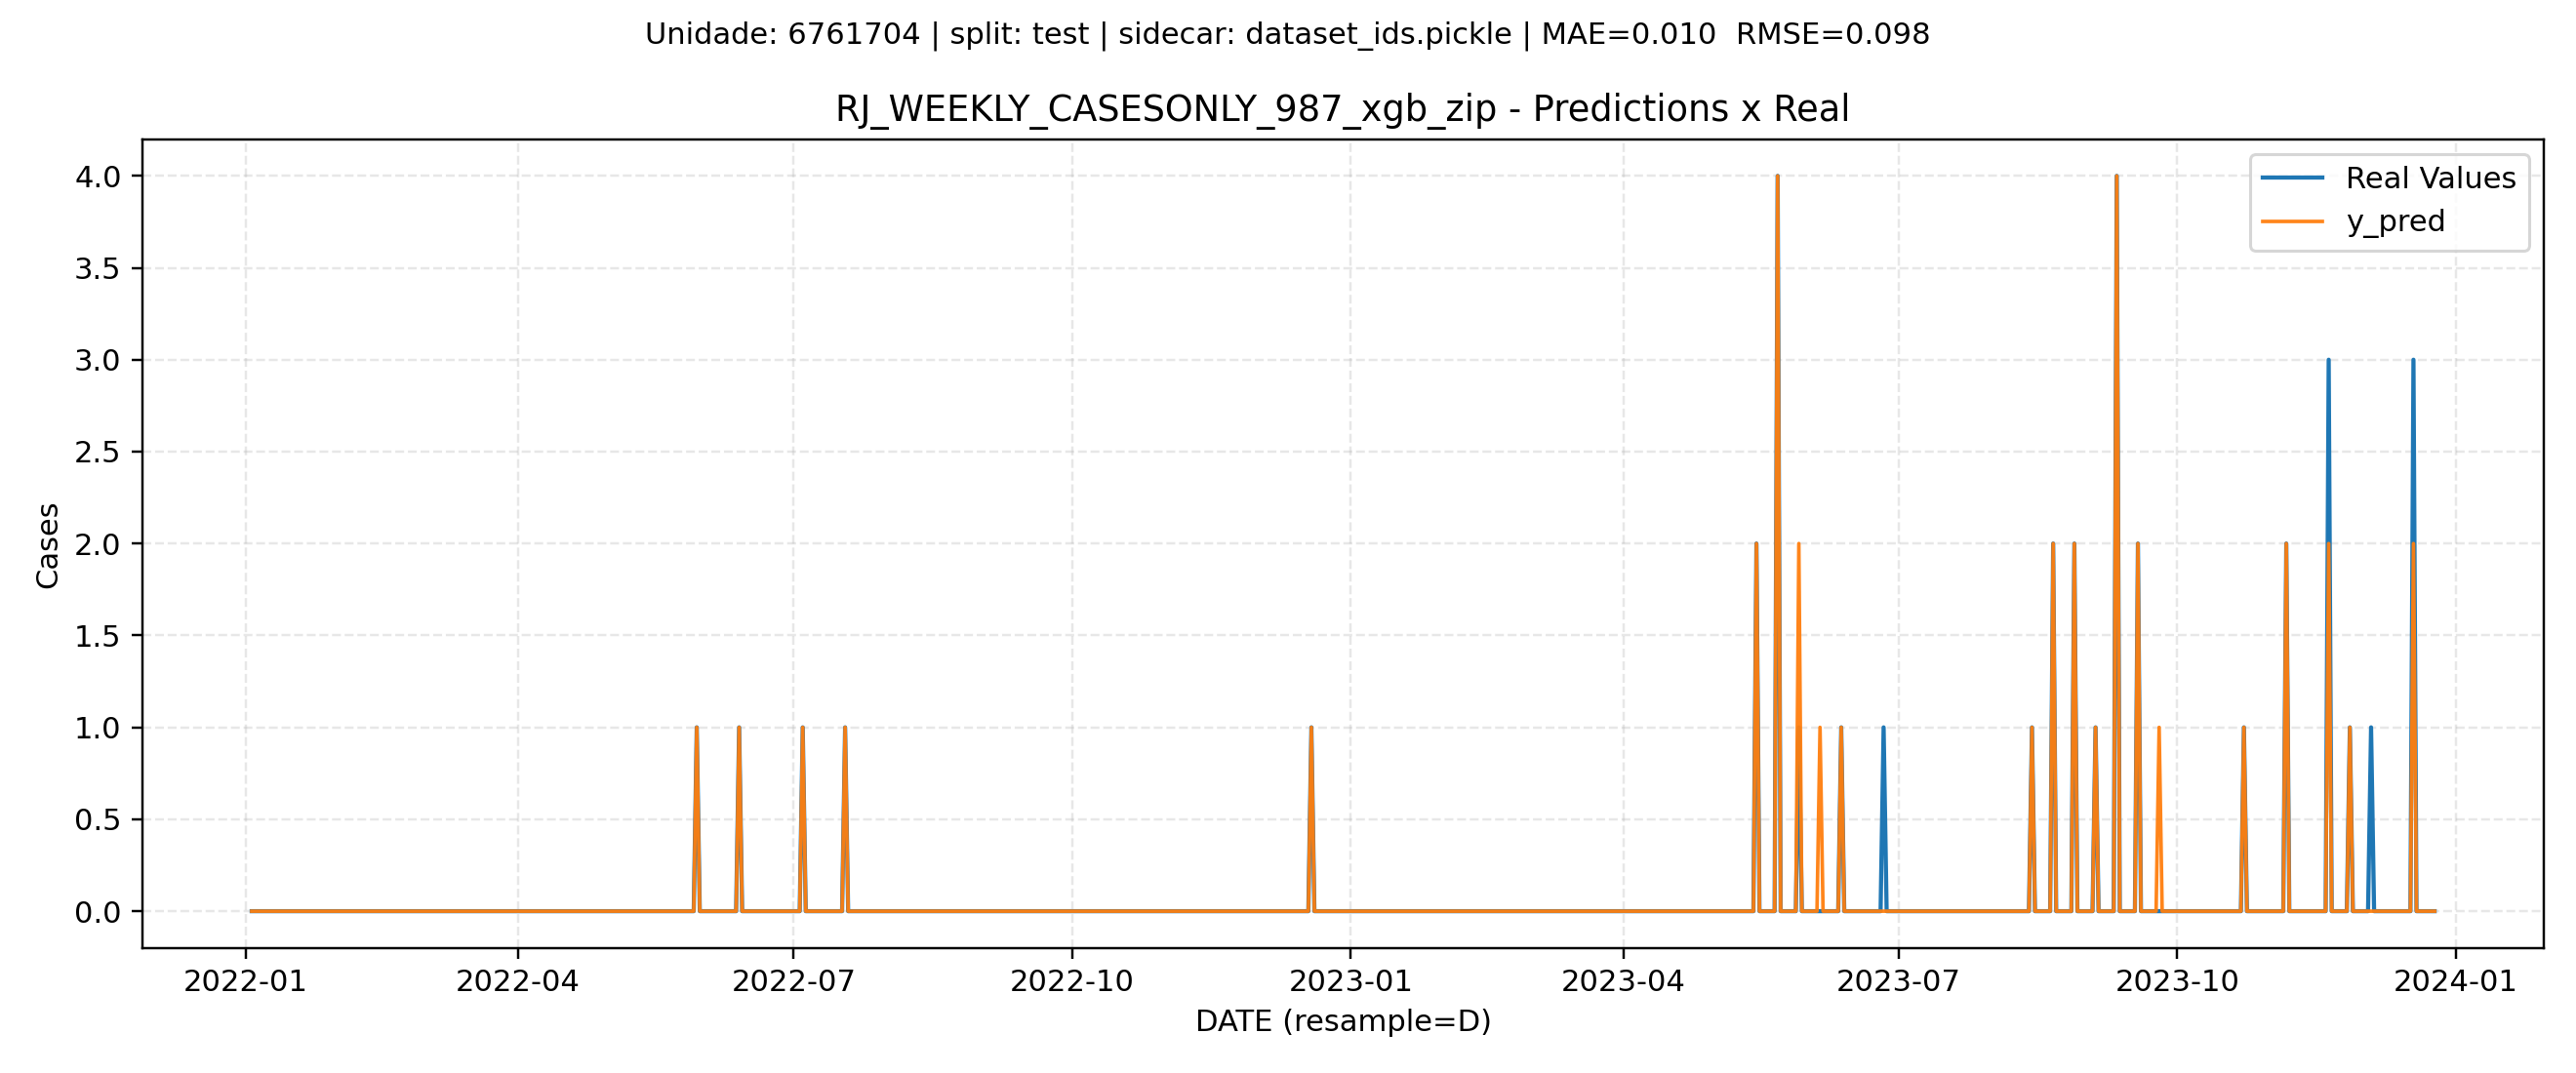 Unidade: 6761704 | split: test | sidecar: dataset_ids.pickle | MAE=0.010  RMSE=0.098
RJ_WEEKLY_CASESONLY_987_xgb_zip - Predictions x Real
Real Values
y_pred
Cases
4.0
3.5
3.0
2.5
2.0
1.5
1.0
0.5
0.0
2022-01 2022-04 2022-07 2022-10 2023-01 2023-04 2023-07 2023-10 2024-01
DATE (resample=D)